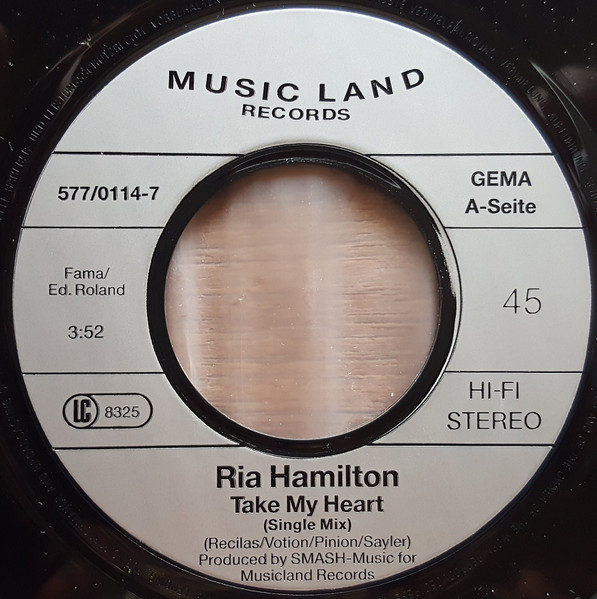 MUSIC LAND
RECORDS
577/0114-7
GEMA
A-Seite
Fama/
Ed. Roland
3:52
45
LC 8325
HI-FI
STEREO
Ria Hamilton
Take My Heart
(Single Mix)
(Recilas/Votion/Pinion/Sayler)
Produced by SMASH-Music for
Musicland Records